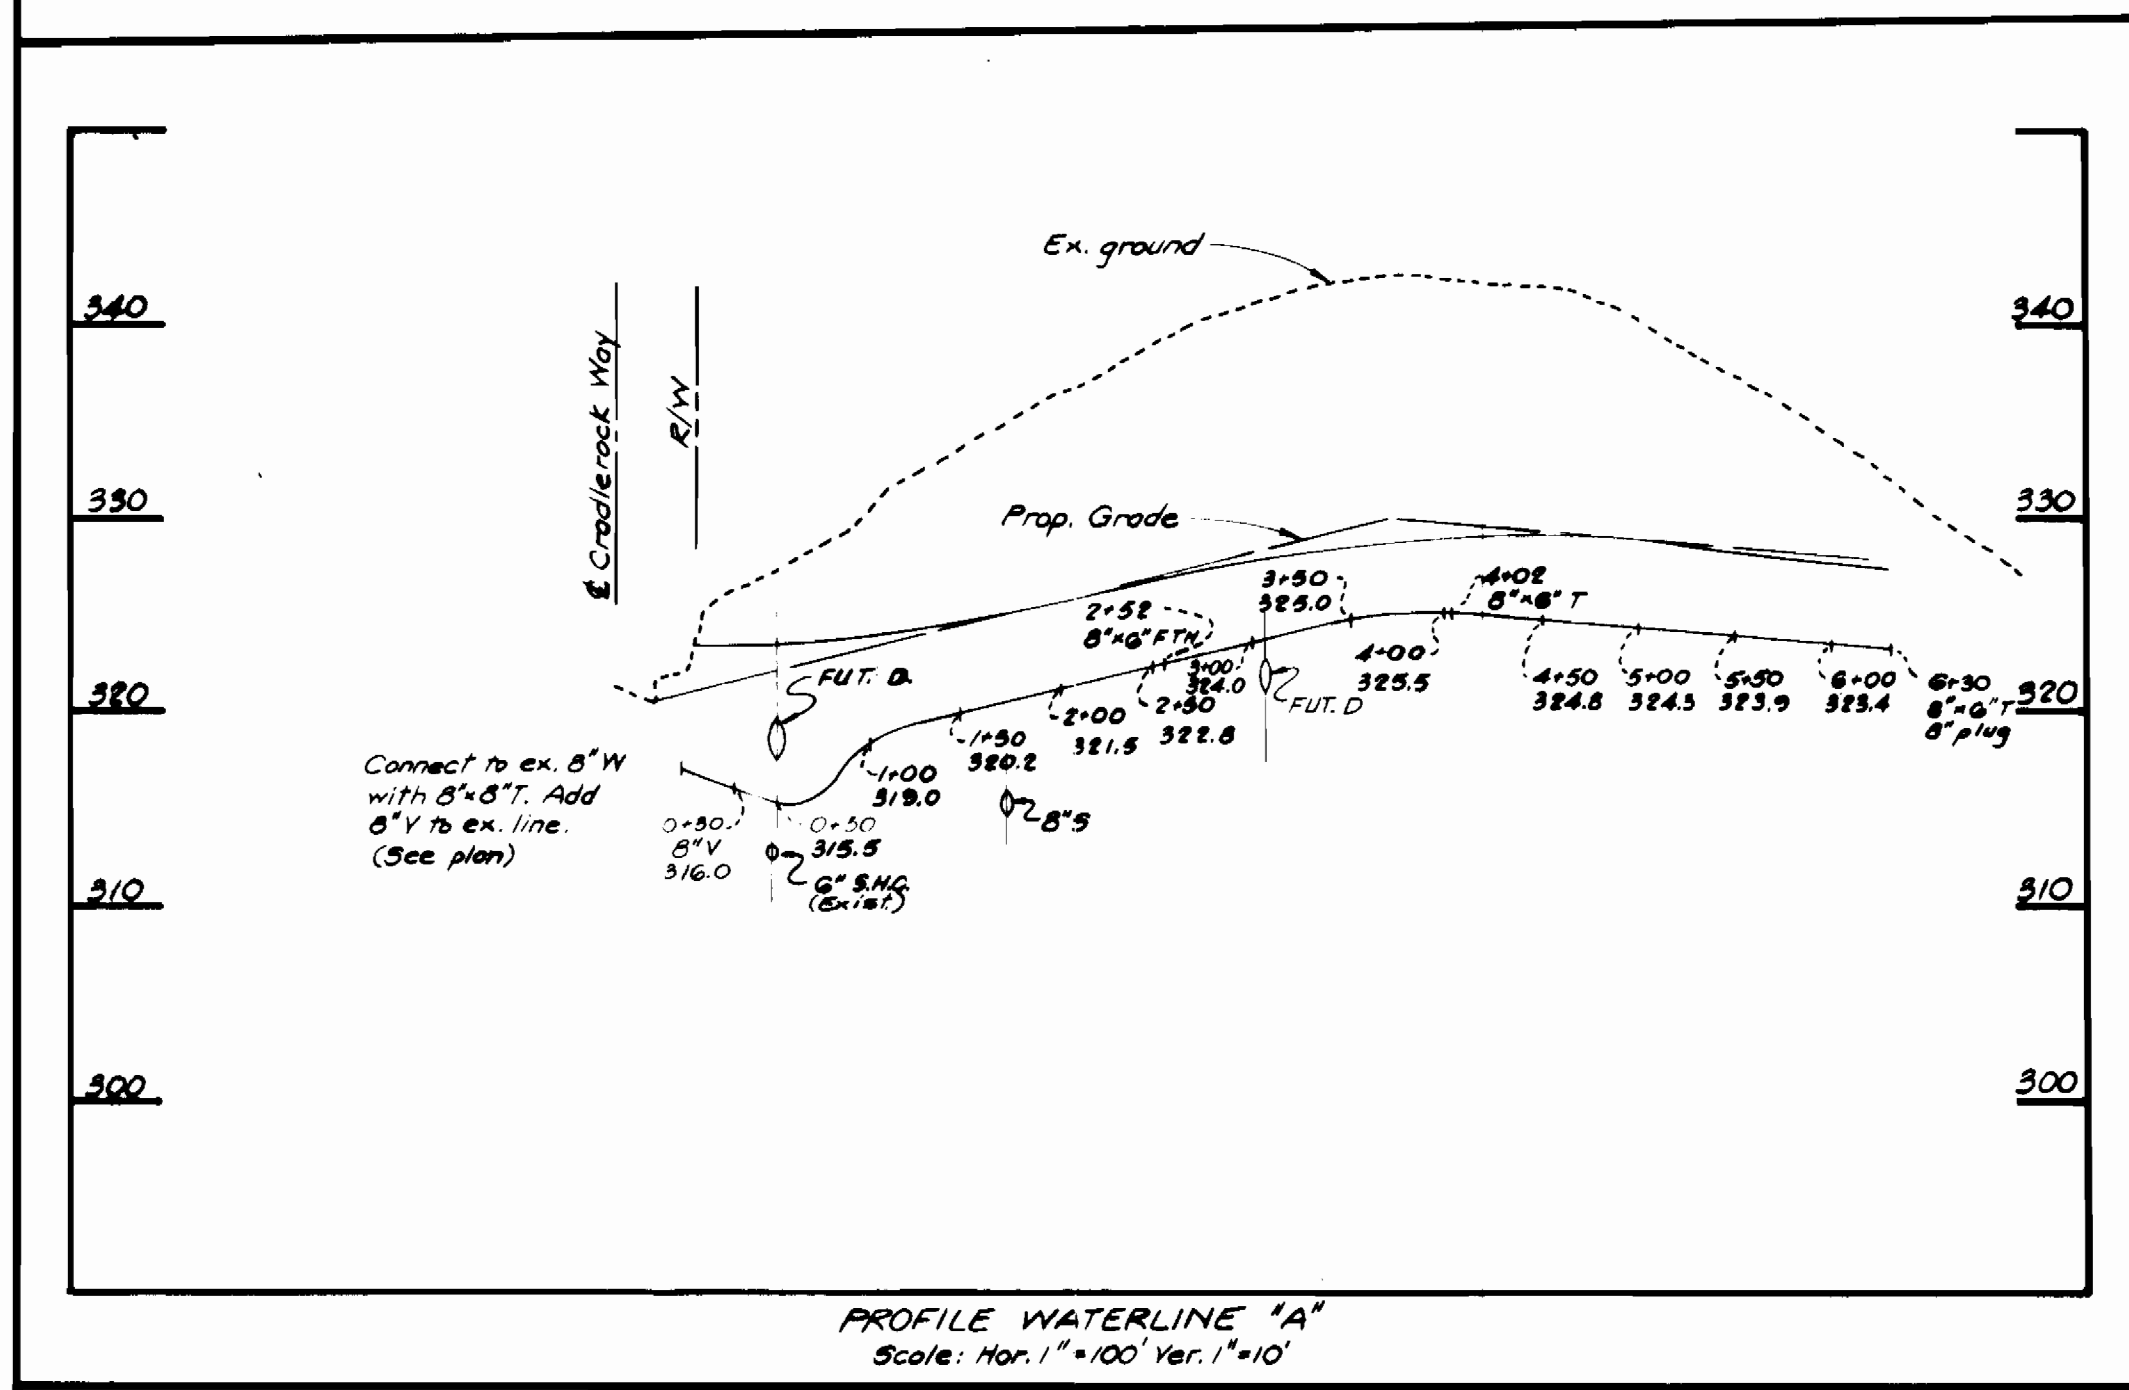 Ex. ground
340
340
℄ Cradlerock Way
R/W
330
330
Prop. Grade
3+50
325.0
4+02
8"x6" T
2+52
8"x6" FTH
FUT. D.
320
320
3+00
324.0
FUT. D
4+00
325.5
4+50
324.8
5+00
324.3
5+50
323.9
6+00
323.4
6+30
8"x6" T
8" plug
2+50
322.8
2+00
321.5
1+50
320.2
1+00
319.0
Connect to ex. 8" W
with 8"x8" T. Add
8" V to ex. line.
(See plan)
0+30
8" V
316.0
0+50
315.5
8" S
6" S.H.C.
(Exist.)
310
310
300
300
PROFILE WATERLINE "A"
Scale: Hor. 1" = 100' Ver. 1" = 10'